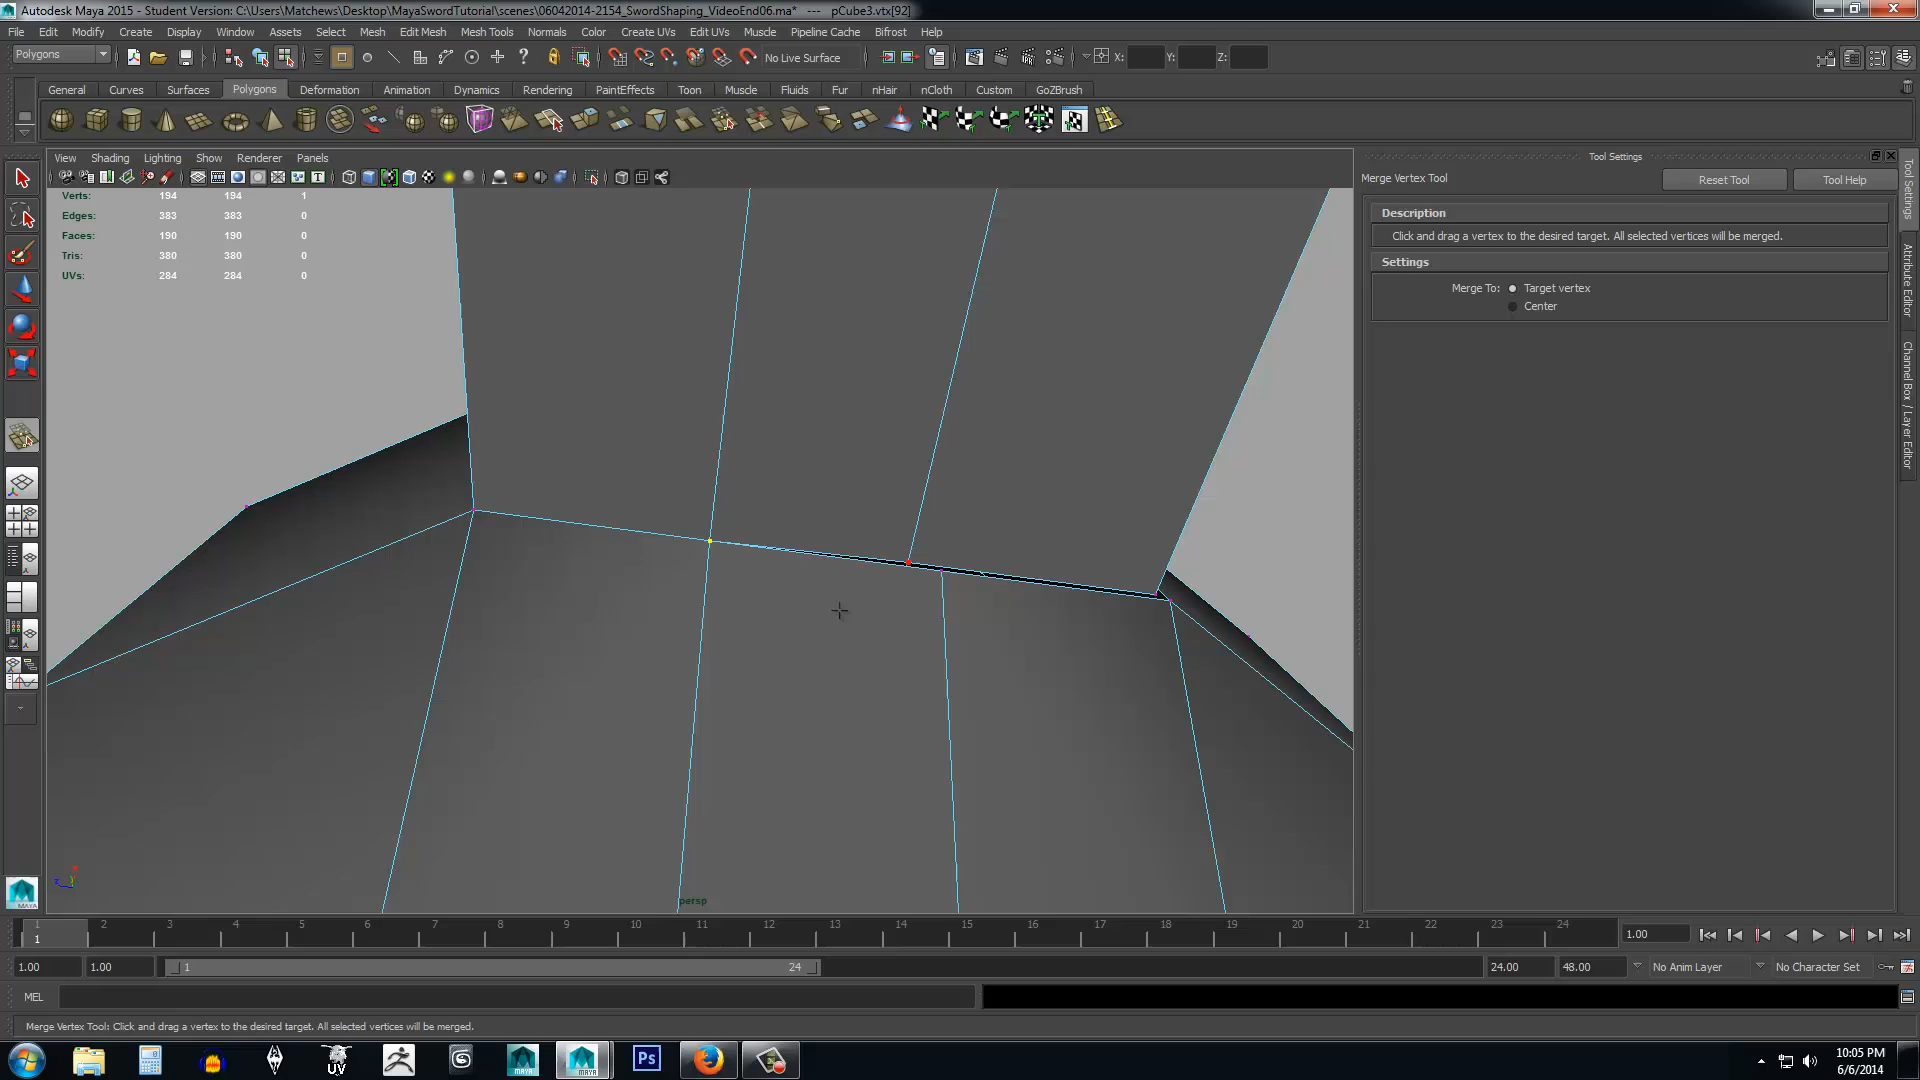 Autodesk Maya 2015 - Student Version: C:\Users\Matchews\Desktop\MayaSwordTutorial\scenes\06042014-2154_SwordShaping_VideoEnd06.ma* --- pCube3.vtx[92]
File Edit Modify Create Display Window Assets Select Mesh Edit Mesh Mesh Tools Normals Color Create UVs Edit UVs Muscle Pipeline Cache Bifrost Help
Polygons No Live Surface X: Y: Z:
General Curves Surfaces Polygons Deformation Animation Dynamics Rendering PaintEffects Toon Muscle Fluids Fur nHair nCloth Custom GoZBrush
View Shading Lighting Show Renderer Panels
Verts: 194 194 1
Edges: 383 383 0
Faces: 190 190 0
Tris: 380 380 0
UVs: 284 284 0
persp
Tool Settings
Merge Vertex Tool Reset Tool Tool Help
Description
Click and drag a vertex to the desired target. All selected vertices will be merged.
Settings
Merge To: Target vertex
Center
Tool Settings
Attribute Editor
Channel Box / Layer Editor
MAYA
1 2 3 4 5 6 7 8 9 10 11 12 13 14 15 16 17 18 19 20 21 22 23 24
1
1.00
1.00 1.00 1 24 24.00 48.00 No Anim Layer No Character Set
MEL
Merge Vertex Tool: Click and drag a vertex to the desired target. All selected vertices will be merged.
UV MAYA MAYA Ps
10:05 PM
6/6/2014